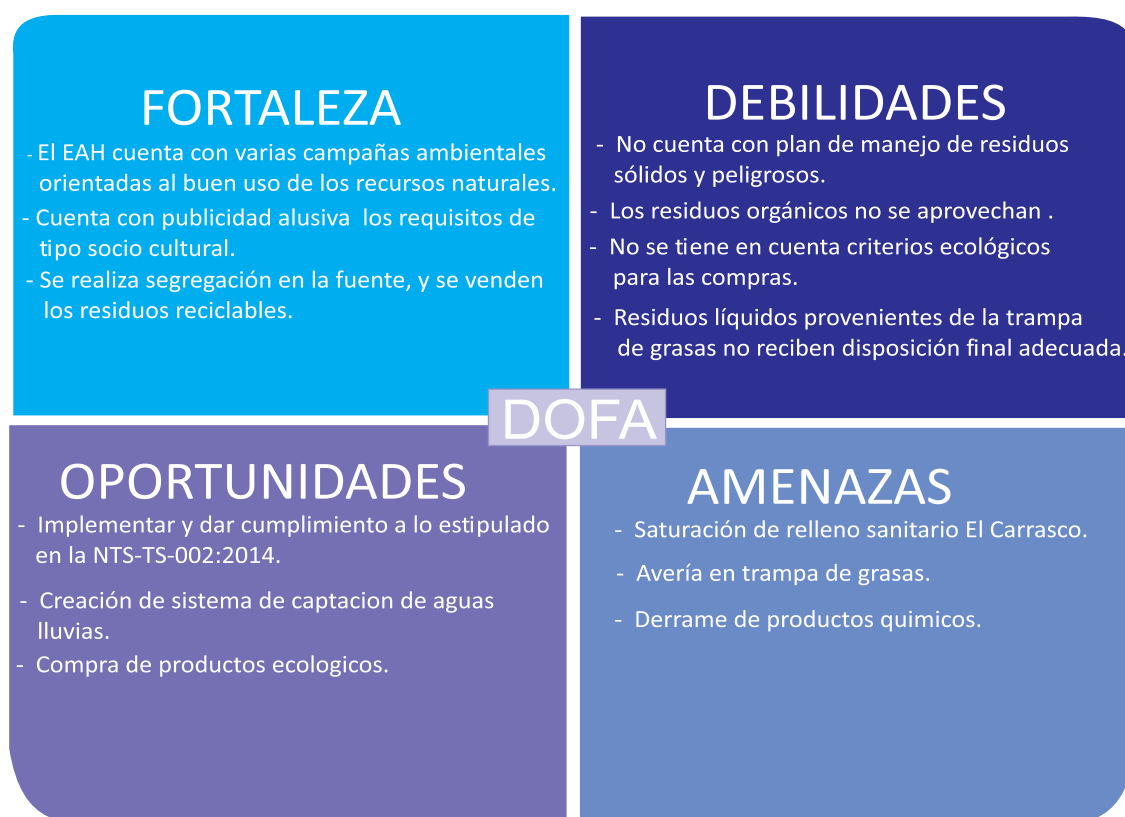 FORTALEZA
- El EAH cuenta con varias campañas ambientales
orientadas al buen uso de los recursos naturales.
- Cuenta con publicidad alusiva  los requisitos de
tipo socio cultural.
- Se realiza segregación en la fuente, y se venden
los residuos reciclables.
DEBILIDADES
- No cuenta con plan de manejo de residuos
sólidos y peligrosos.
- Los residuos orgánicos no se aprovechan .
- No se tiene en cuenta criterios ecológicos
para las compras.
- Residuos líquidos provenientes de la trampa
de grasas no reciben disposición final adecuada.
DOFA
OPORTUNIDADES
- Implementar y dar cumplimiento a lo estipulado
en la NTS-TS-002:2014.
- Creación de sistema de captacion de aguas
lluvias.
- Compra de productos ecologicos.
AMENAZAS
- Saturación de relleno sanitario El Carrasco.
- Avería en trampa de grasas.
- Derrame de productos quimicos.